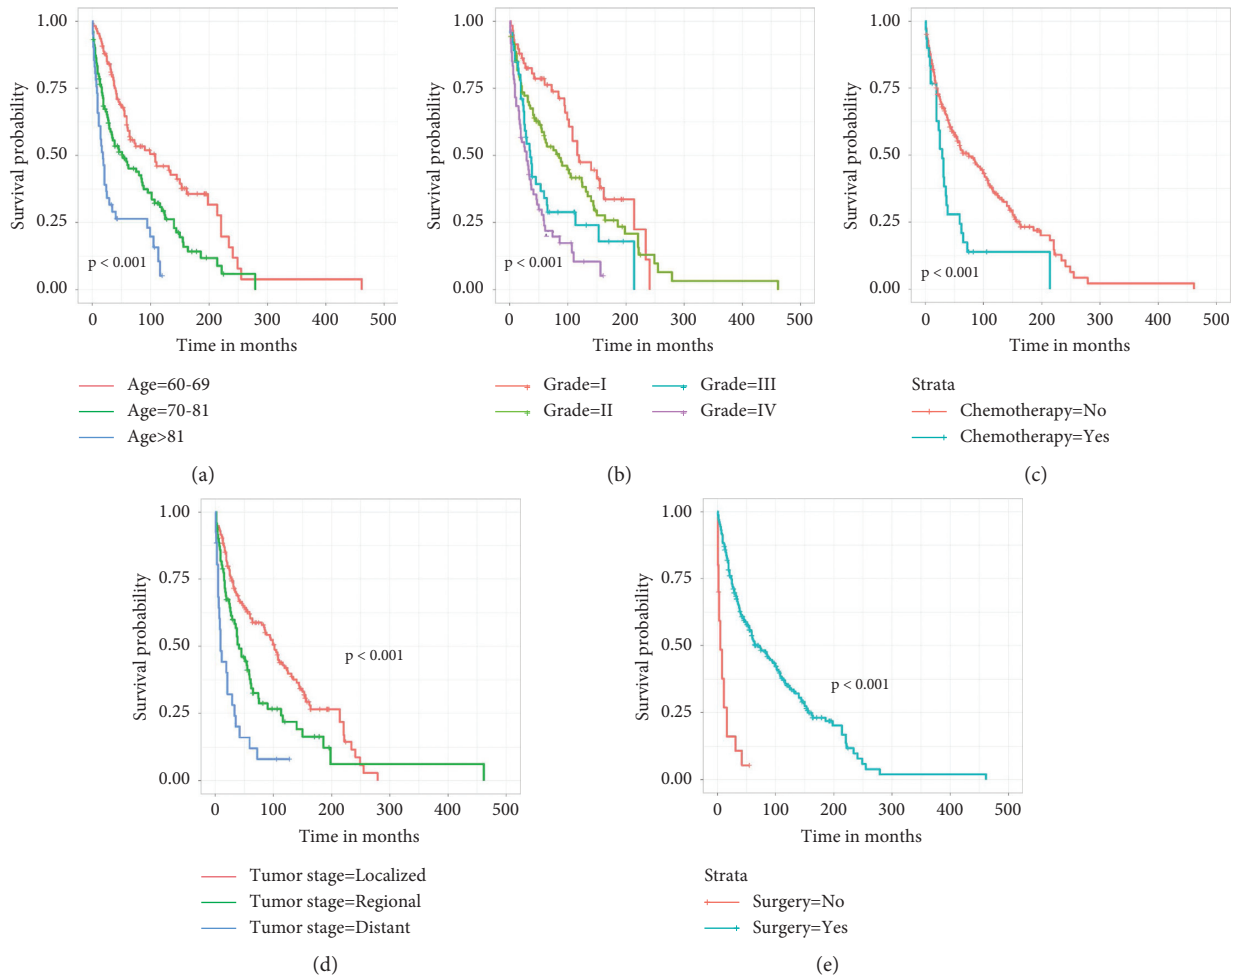 1.00
0.75
0.50
0.25
0.00
Survival probability
p < 0.001
0 100 200 300 400 500
Time in months
Age=60-69
Age=70-81
Age>81
(a)
1.00
0.75
0.50
0.25
0.00
Survival probability
p < 0.001
0 100 200 300 400 500
Time in months
Grade=I Grade=III
Grade=II Grade=IV
(b)
1.00
0.75
0.50
0.25
0.00
Survival probability
p < 0.001
0 100 200 300 400 500
Time in months
Strata
Chemotherapy=No
Chemotherapy=Yes
(c)
1.00
0.75
0.50
0.25
0.00
Survival probability
p < 0.001
0 100 200 300 400 500
Time in months
Tumor stage=Localized
Tumor stage=Regional
Tumor stage=Distant
(d)
1.00
0.75
0.50
0.25
0.00
Survival probability
p < 0.001
0 100 200 300 400 500
Time in months
Strata
Surgery=No
Surgery=Yes
(e)